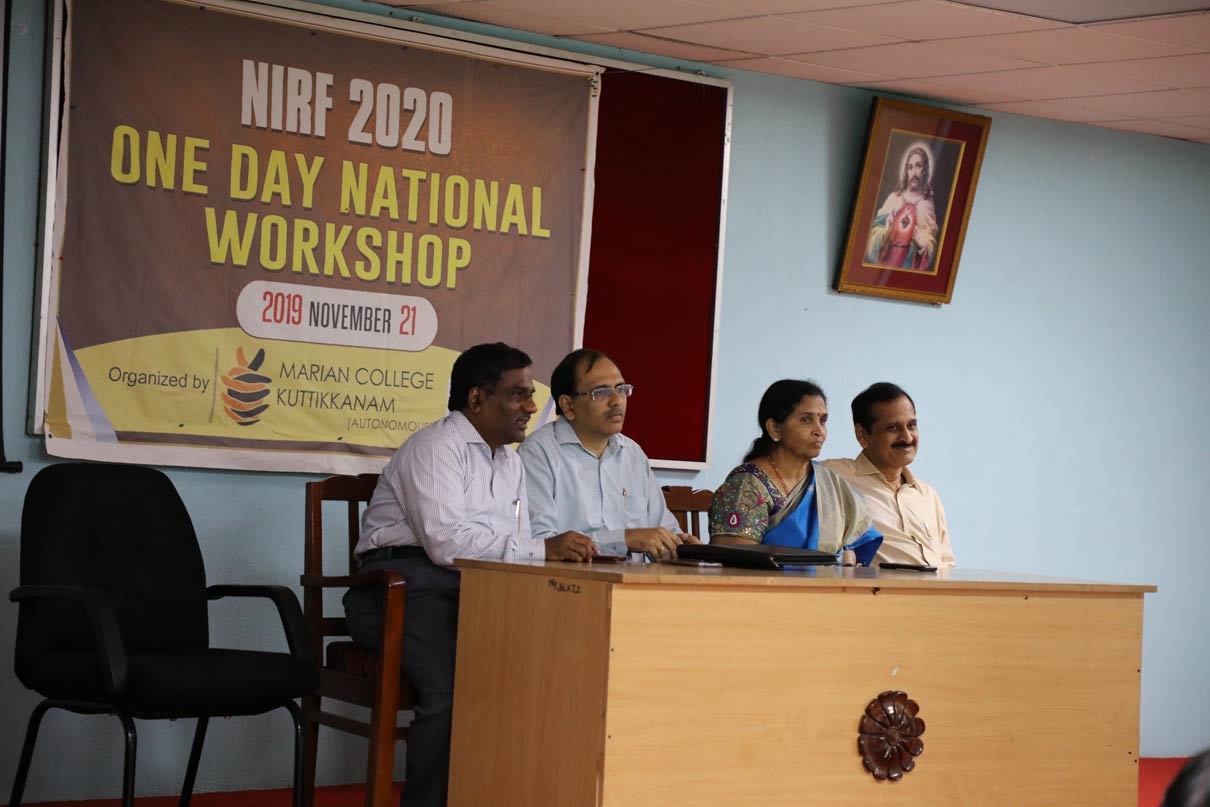 NIRF 2020
ONE DAY NATIONAL
WORKSHOP
2019 NOVEMBER 21
Organized by
MARIAN COLLEGE
KUTTIKKANAM
(AUTONOMOUS